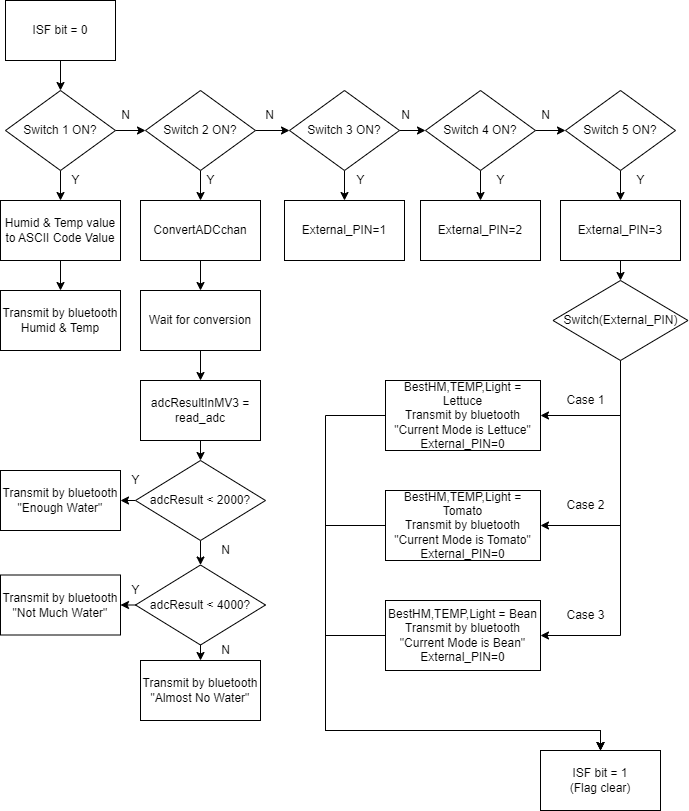 ISF bit = 0
Switch 1 ON?
N
Switch 2 ON?
N
Switch 3 ON?
N
Switch 4 ON?
N
Switch 5 ON?
Y
Y
Y
Y
Y
Humid & Temp value
to ASCII Code Value
ConvertADCchan
External_PIN=1
External_PIN=2
External_PIN=3
Transmit by bluetooth
Humid & Temp
Wait for conversion
Switch(External_PIN)
adcResultInMV3 =
read_adc
BestHM,TEMP,Light =
Lettuce
Transmit by bluetooth
"Current Mode is Lettuce"
External_PIN=0
Case 1
Transmit by bluetooth
"Enough Water"
Y
adcResult < 2000?
N
BestHM,TEMP,Light =
Tomato
Transmit by bluetooth
"Current Mode is Tomato"
External_PIN=0
Case 2
Transmit by bluetooth
"Not Much Water"
Y
adcResult < 4000?
N
BestHM,TEMP,Light = Bean
Transmit by bluetooth
"Current Mode is Bean"
External_PIN=0
Case 3
Transmit by bluetooth
"Almost No Water"
ISF bit = 1
(Flag clear)